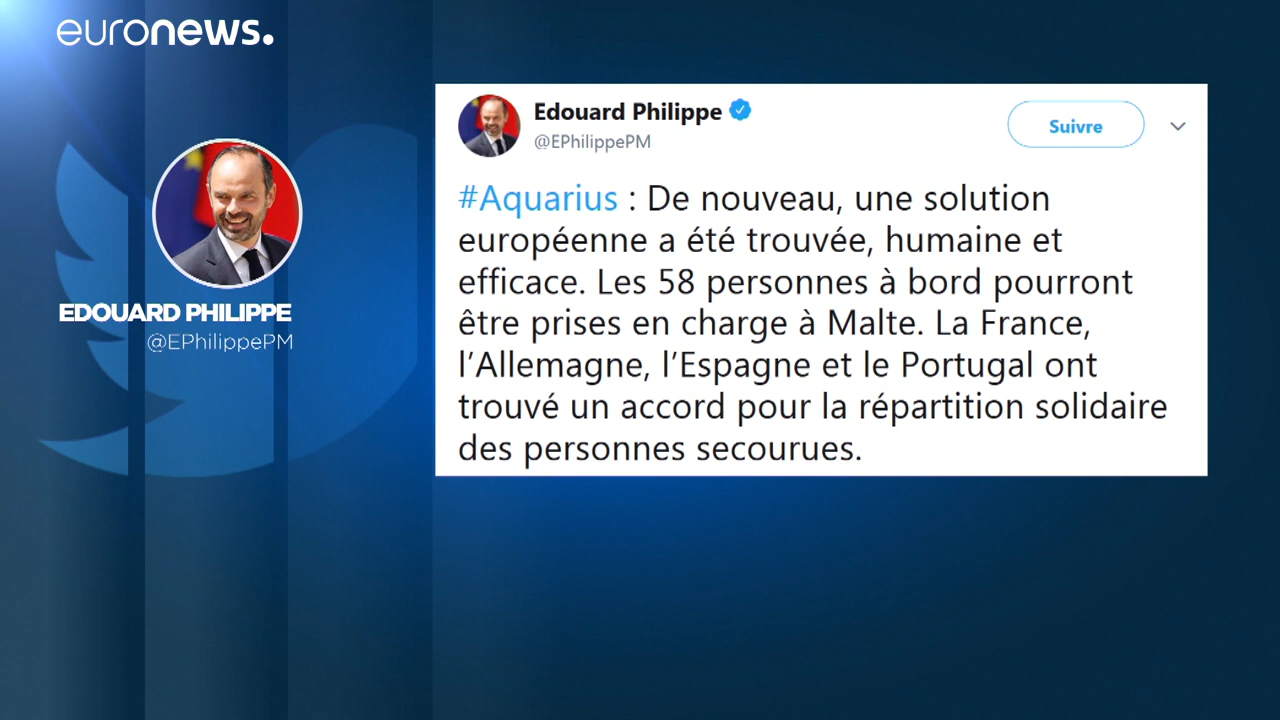 euronews.
EDOUARD PHILIPPE
@EPhilippePM
Edouard Philippe
@EPhilippePM
Suivre
#Aquarius : De nouveau, une solution
européenne a été trouvée, humaine et
efficace. Les 58 personnes à bord pourront
être prises en charge à Malte. La France,
l’Allemagne, l’Espagne et le Portugal ont
trouvé un accord pour la répartition solidaire
des personnes secourues.